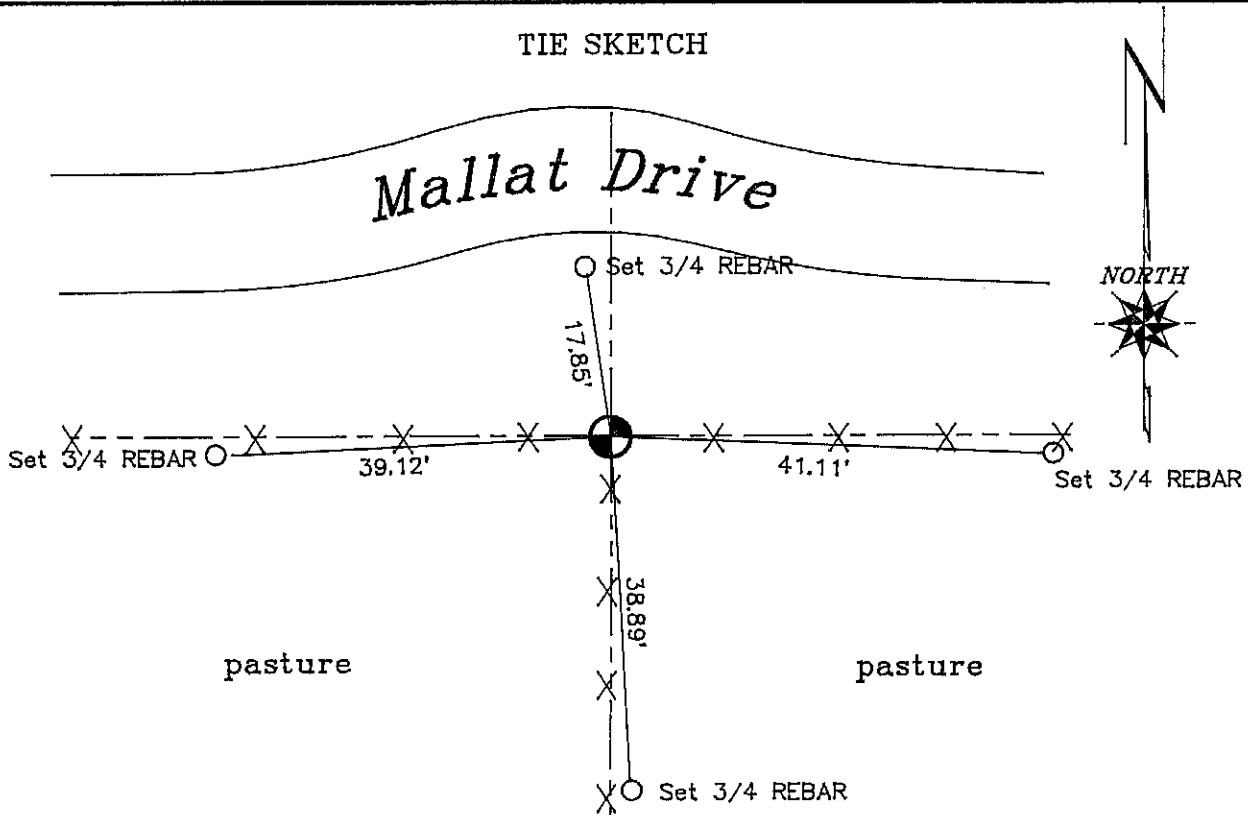 TIE SKETCH
Mallat Drive
Set 3/4 REBAR
NORTH
17.85'
Set 3/4 REBAR
39.12'
41.11'
Set 3/4 REBAR
38.89'
pasture
pasture
Set 3/4 REBAR